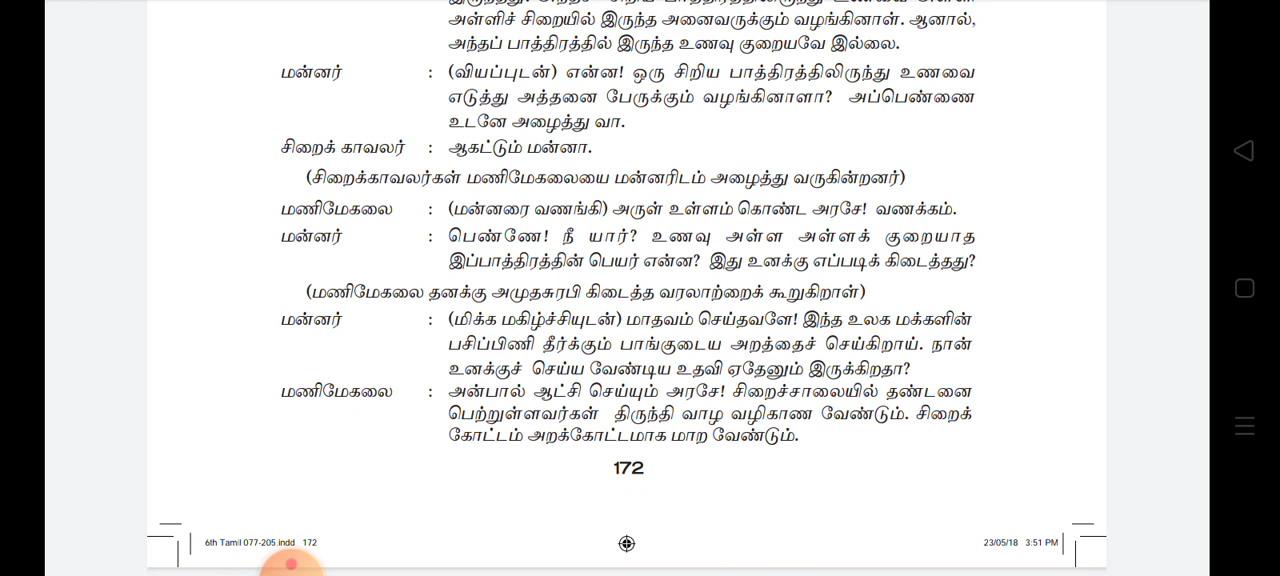 அள்ளிச் சிறையில் இருந்த அனைவருக்கும் வழங்கினாள். ஆனால்,
அந்தப் பாத்திரத்தில் இருந்த உணவு குறையவே இல்லை.
மன்னர் : (வியப்புடன்) என்ன! ஒரு சிறிய பாத்திரத்திலிருந்து உணவை
எடுத்து அத்தனை பேருக்கும் வழங்கினாளா? அப்பெண்ணை
உடனே அழைத்து வா.
சிறைக் காவலர் : ஆகட்டும் மன்னா.
(சிறைக்காவலர்கள் மணிமேகலையை மன்னரிடம் அழைத்து வருகின்றனர்)
மணிமேகலை : (மன்னரை வணங்கி) அருள் உள்ளம் கொண்ட அரசே! வணக்கம்.
மன்னர் : பெண்ணே! நீ யார்? உணவு அள்ள அள்ளக் குறையாத
இப்பாத்திரத்தின் பெயர் என்ன? இது உனக்கு எப்படிக் கிடைத்தது?
(மணிமேகலை தனக்கு அமுதசுரபி கிடைத்த வரலாற்றைக் கூறுகிறாள்)
மன்னர் : (மிக்க மகிழ்ச்சியுடன்) மாதவம் செய்தவளே! இந்த உலக மக்களின்
பசிப்பிணி தீர்க்கும் பாங்குடைய அறத்தைச் செய்கிறாய். நான்
உனக்குச் செய்ய வேண்டிய உதவி ஏதேனும் இருக்கிறதா?
மணிமேகலை : அன்பால் ஆட்சி செய்யும் அரசே! சிறைச்சாலையில் தண்டனை
பெற்றுள்ளவர்கள் திருந்தி வாழ வழிகாண வேண்டும். சிறைக்
கோட்டம் அறக்கோட்டமாக மாற வேண்டும்.
172
6th Tamil 077-205.indd 172
23/05/18 3:51 PM